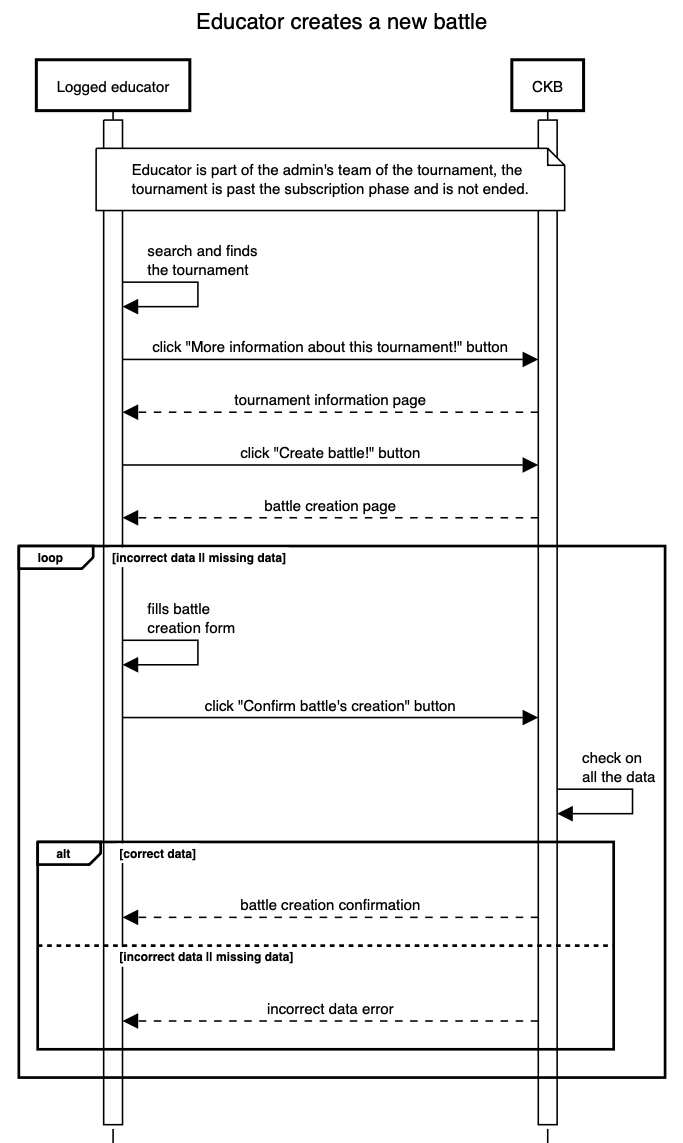 Educator creates a new battle
Logged educator
CKB
Educator is part of the admin's team of the tournament, the
tournament is past the subscription phase and is not ended.
search and finds
the tournament
click "More information about this tournament!" button
tournament information page
click "Create battle!" button
battle creation page
loop
[incorrect data || missing data]
fills battle
creation form
click "Confirm battle's creation" button
check on
all the data
alt
[correct data]
battle creation confirmation
[incorrect data || missing data]
incorrect data error